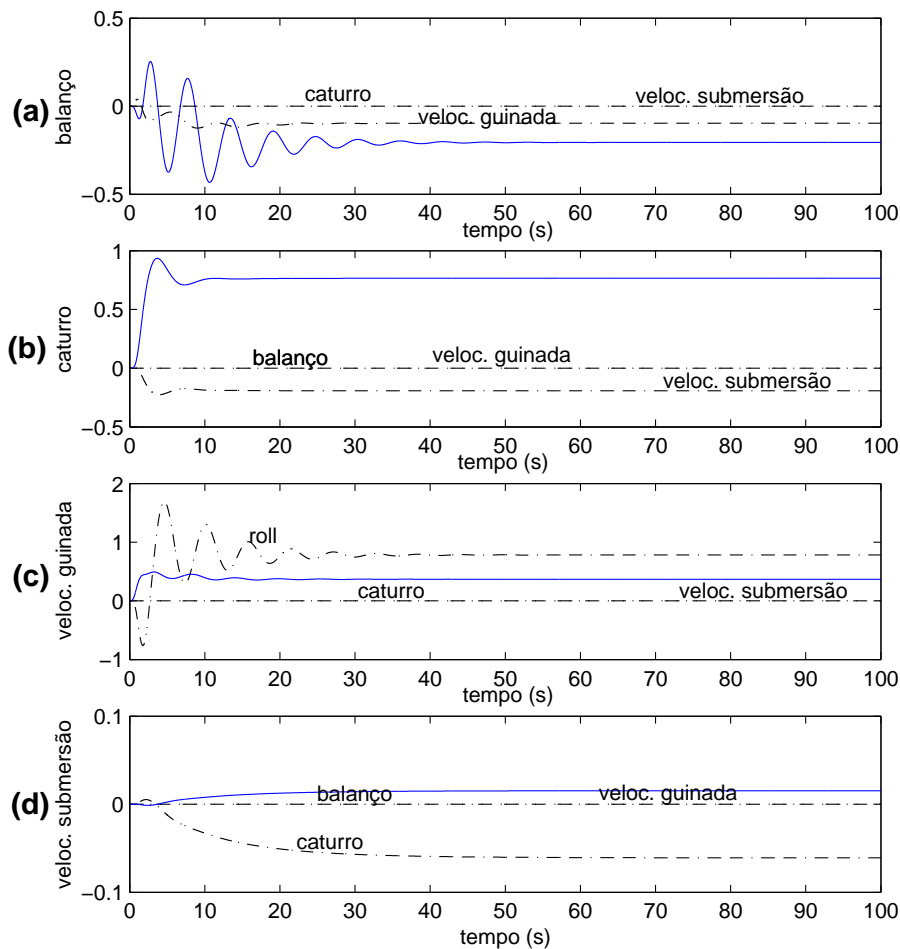 (a)
balanço
0.5
0
−0.5
caturro
veloc. submersão
veloc. guinada
0 10 20 30 40 50 60 70 80 90 100
tempo (s)
(b)
caturro
1
0.5
0
−0.5
balanço
veloc. guinada
veloc. submersão
0 10 20 30 40 50 60 70 80 90 100
tempo (s)
(c)
veloc. guinada
2
1
0
−1
roll
caturro
veloc. submersão
0 10 20 30 40 50 60 70 80 90 100
tempo (s)
(d)
veloc. submersão
0.1
0
−0.1
balanço
veloc. guinada
caturro
0 10 20 30 40 50 60 70 80 90 100
tempo (s)